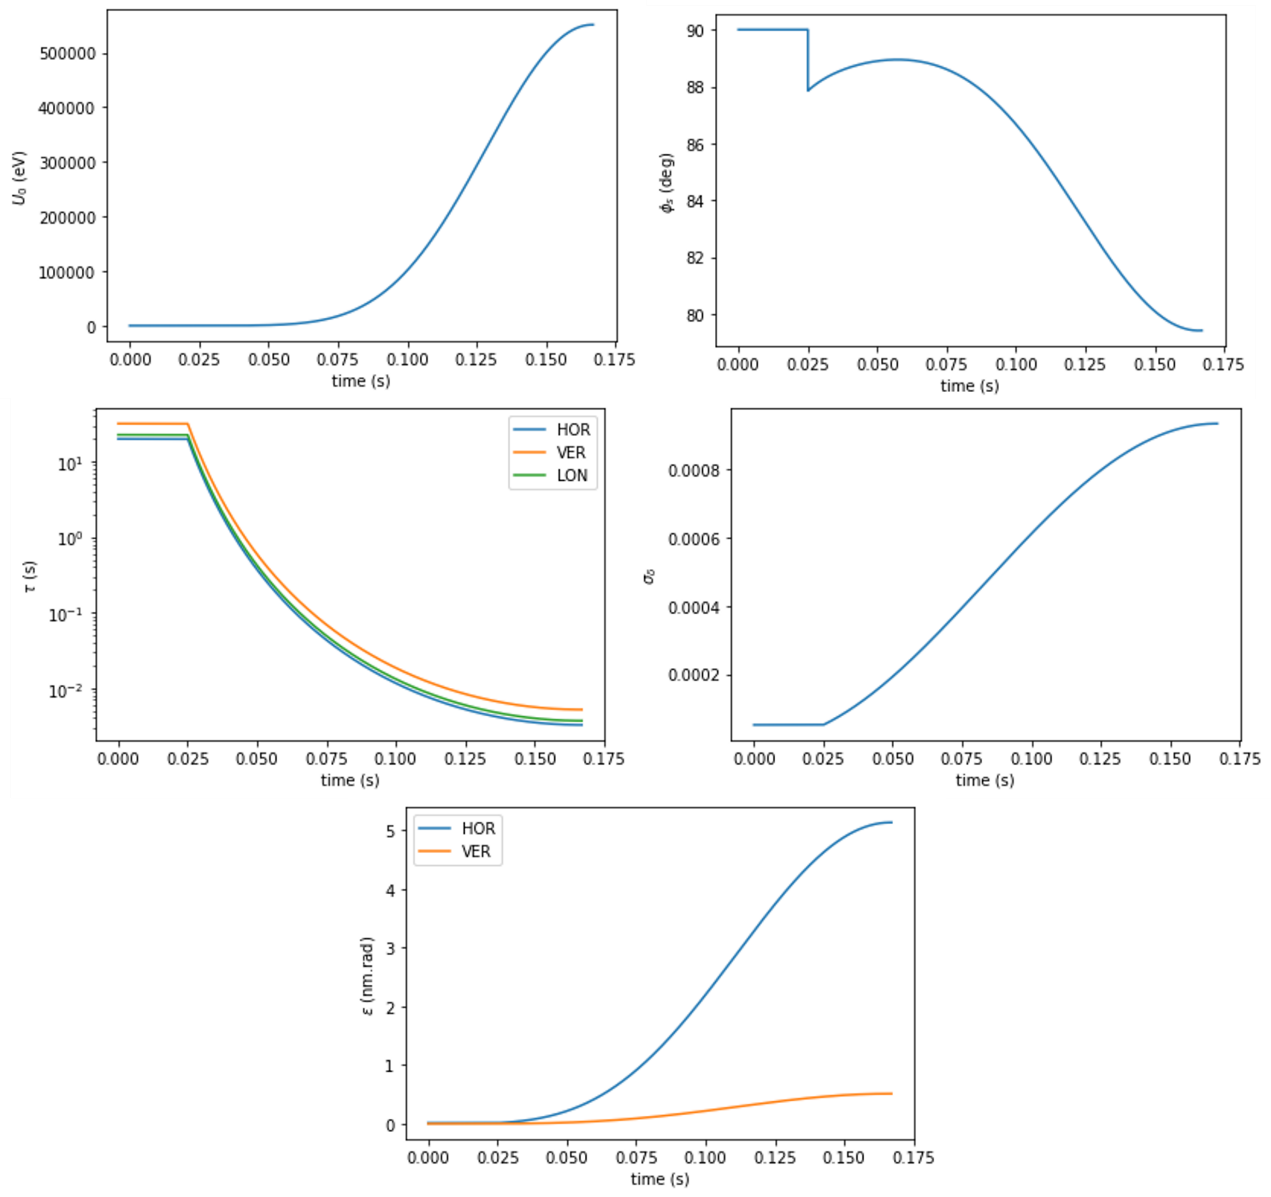 500000
400000
300000
200000
100000
0
U₀ (eV)
0.000 0.025 0.050 0.075 0.100 0.125 0.150 0.175
time (s)
90
88
86
84
82
80
ϕₛ (deg)
0.000 0.025 0.050 0.075 0.100 0.125 0.150 0.175
time (s)
HOR
VER
LON
10¹
10⁰
10⁻¹
10⁻²
τ (s)
0.000 0.025 0.050 0.075 0.100 0.125 0.150 0.175
time (s)
0.0008
0.0006
0.0004
0.0002
σ_δ
0.000 0.025 0.050 0.075 0.100 0.125 0.150 0.175
time (s)
HOR
VER
5
4
3
2
1
0
ε (nm.rad)
0.000 0.025 0.050 0.075 0.100 0.125 0.150 0.175
time (s)